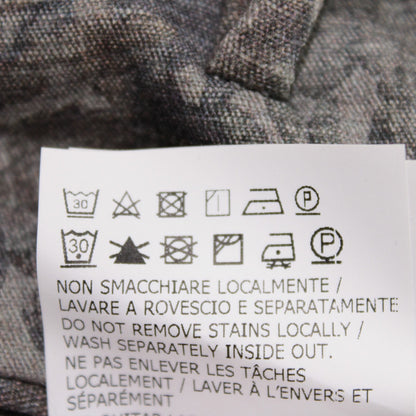 30 P
30 P
NON SMACCHIARE LOCALMENTE /
LAVARE A ROVESCIO E SEPARATAMENTE
DO NOT REMOVE STAINS LOCALLY /
WASH SEPARATELY INSIDE OUT.
NE PAS ENLEVER LES TÂCHES
LOCALEMENT / LAVER À L'ENVERS ET
SÉPARÉMENT